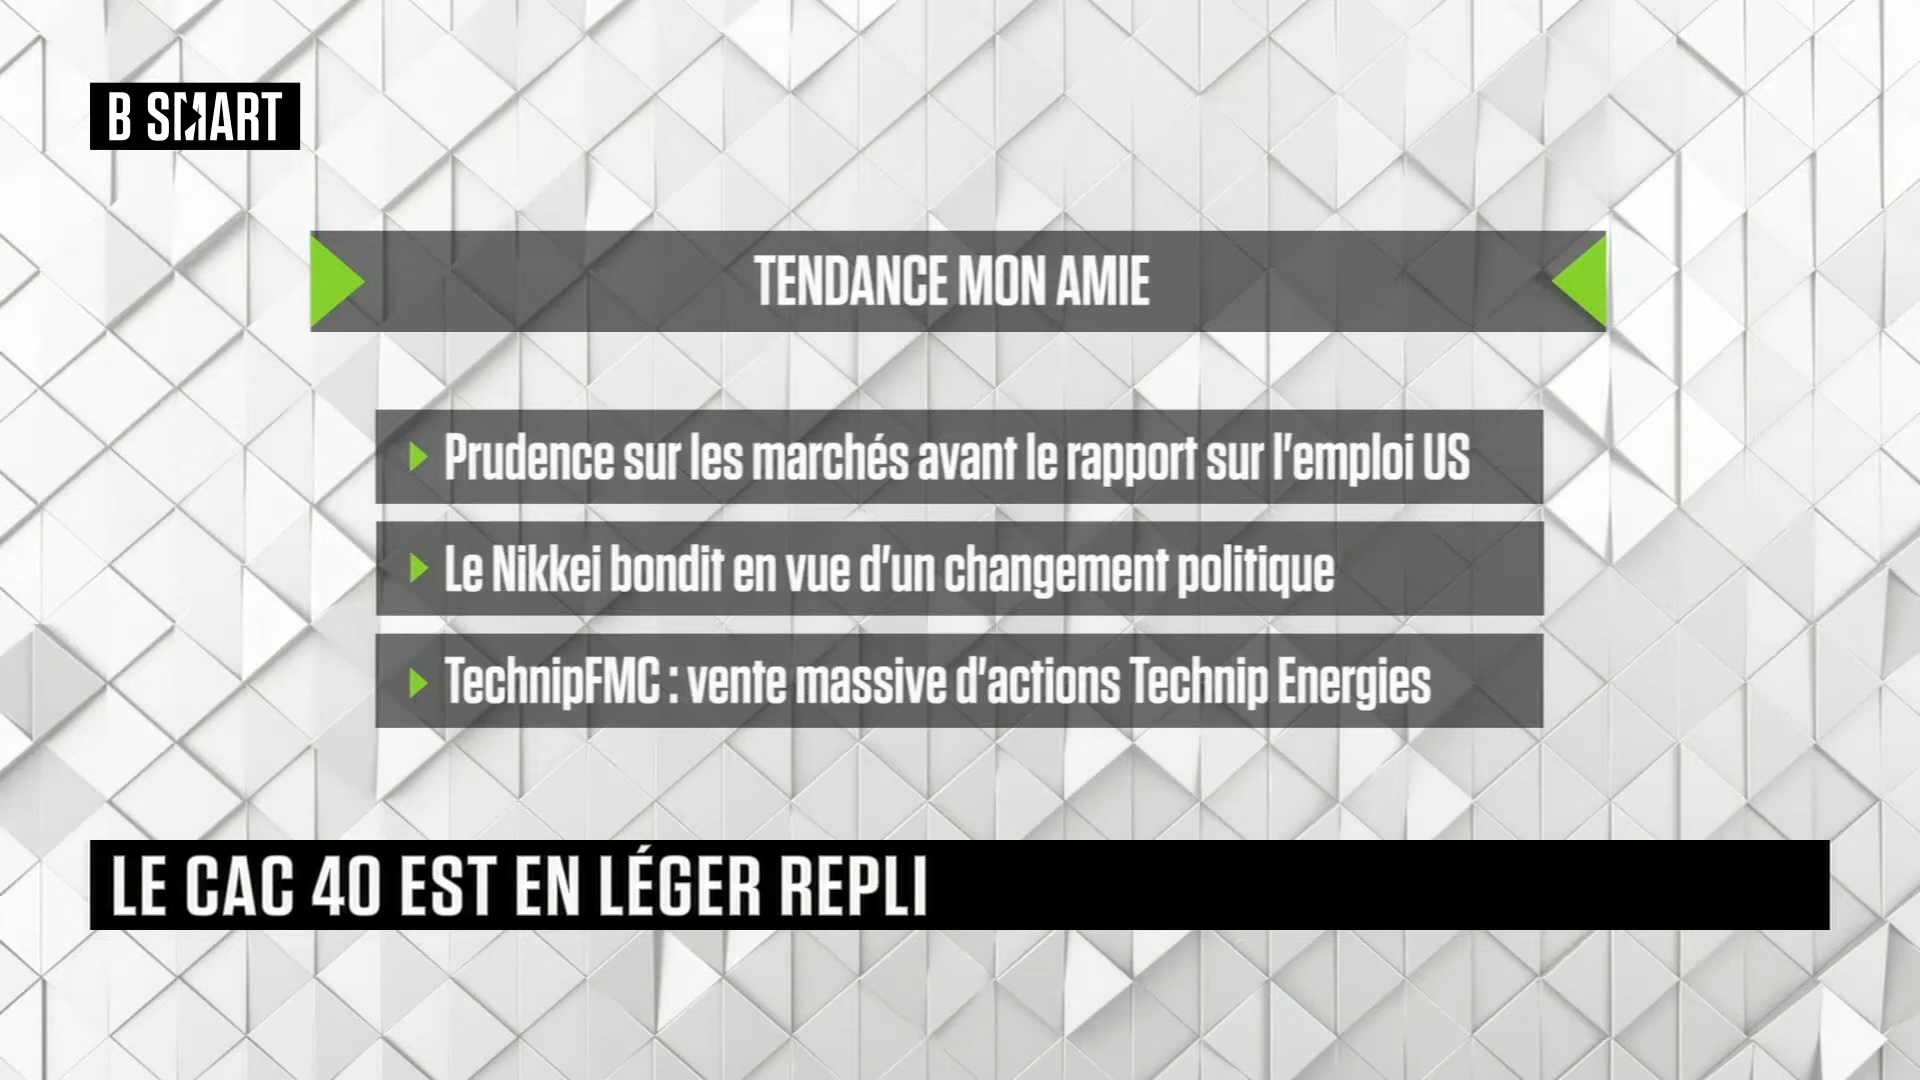 B SMART
TENDANCE MON AMIE
Prudence sur les marchés avant le rapport sur l'emploi US
Le Nikkei bondit en vue d'un changement politique
TechnipFMC : vente massive d'actions Technip Energies
LE CAC 40 EST EN LÉGER REPLI